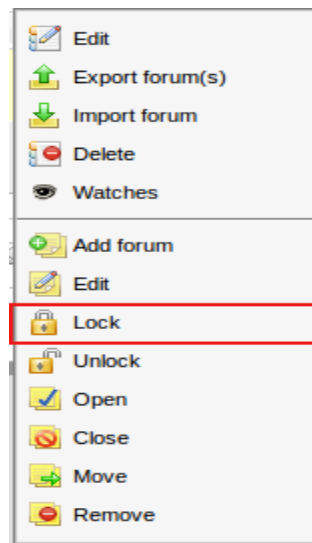 Edit
Export forum(s)
Import forum
Delete
Watches
Add forum
Edit
Lock
Unlock
Open
Close
Move
Remove